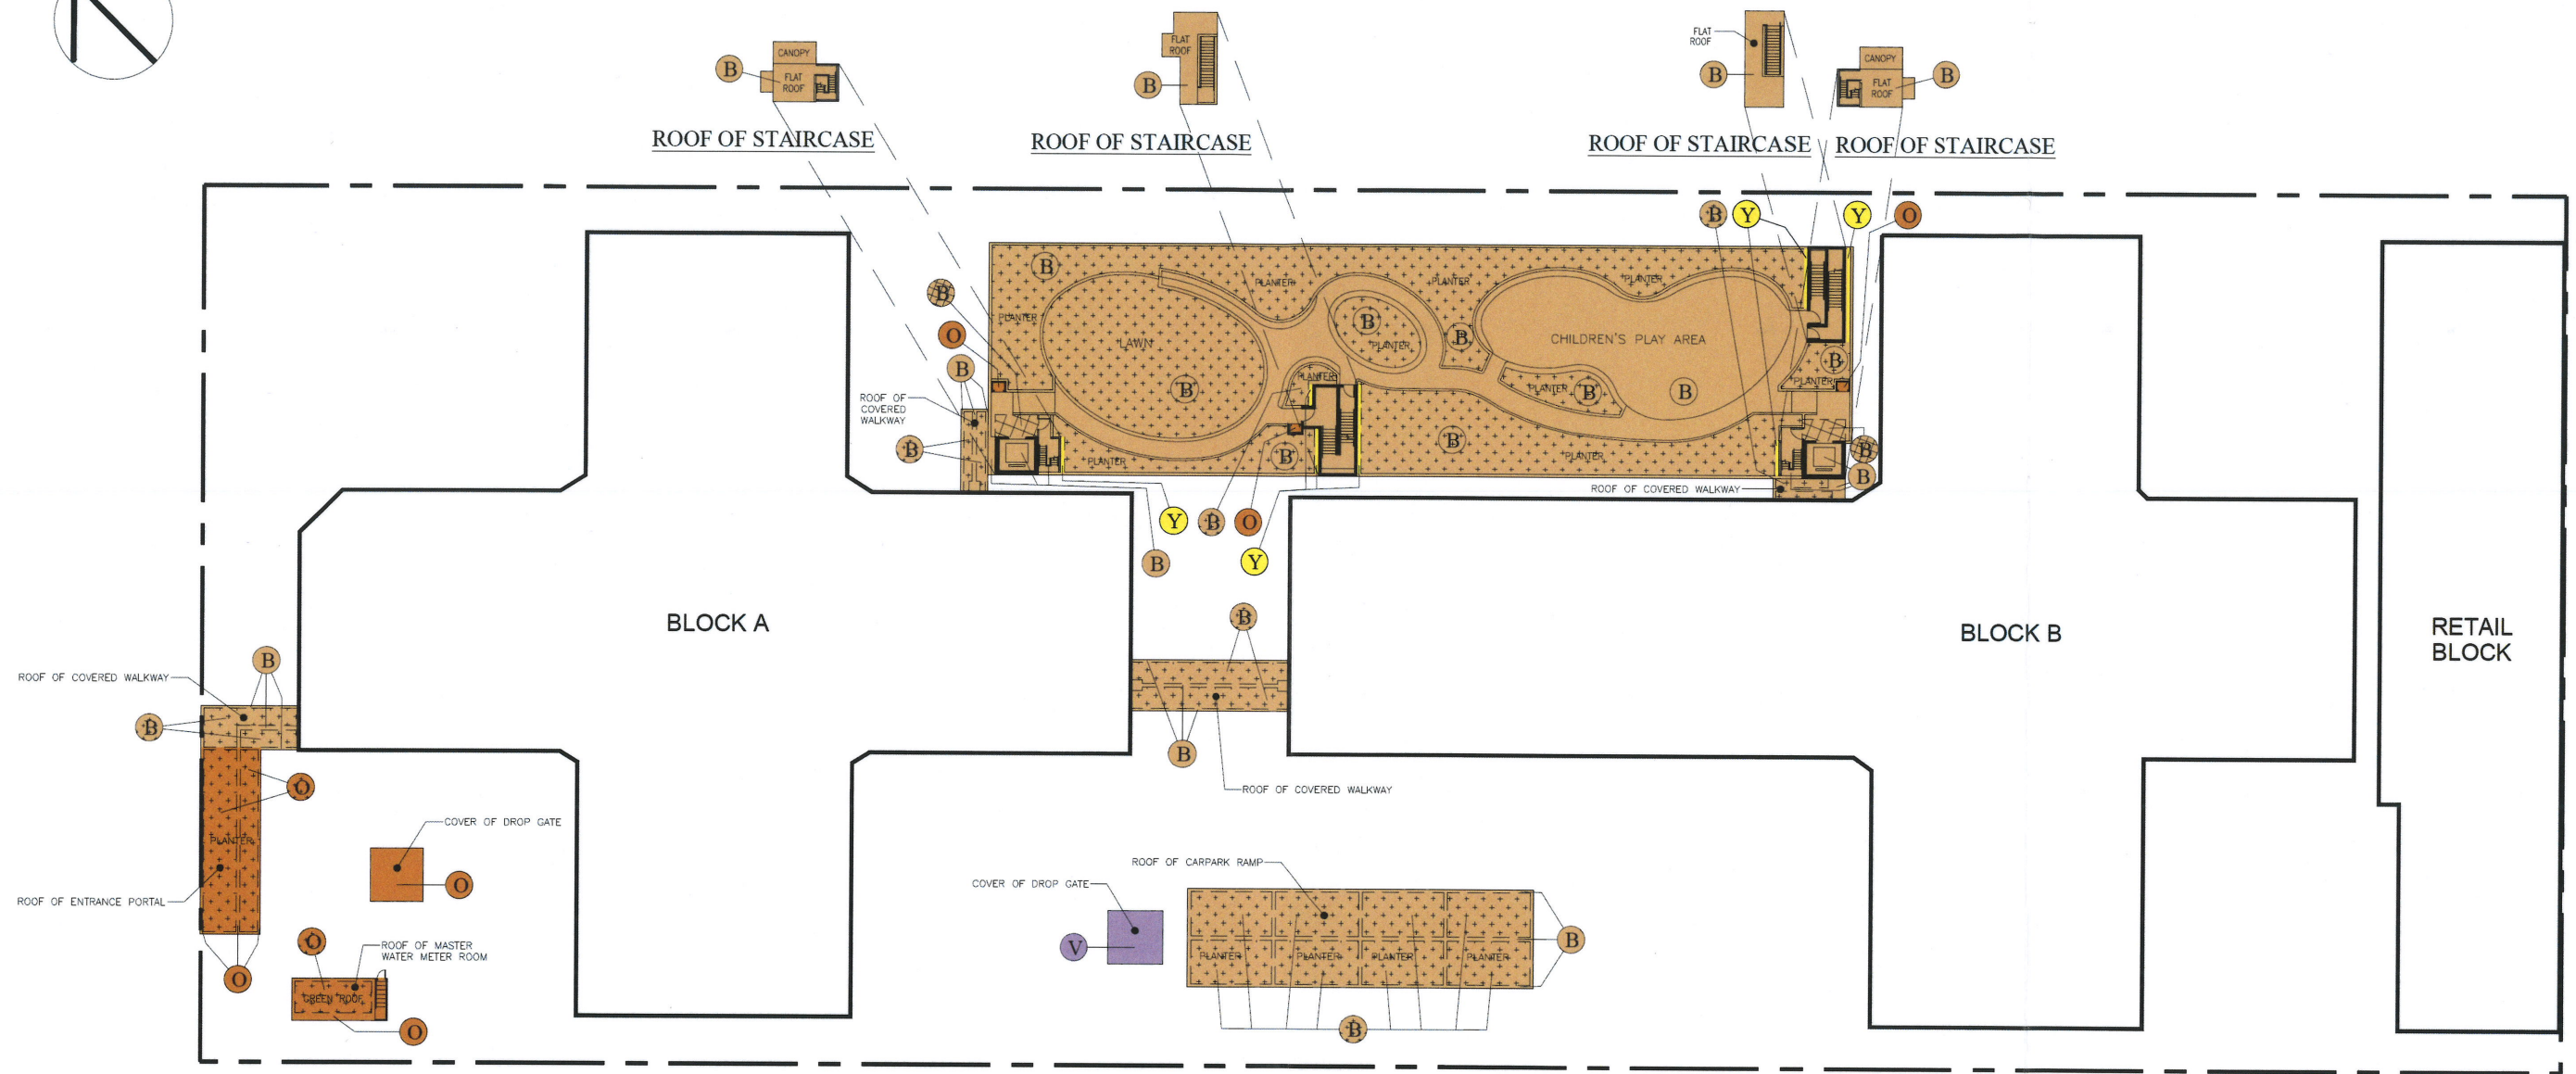 CANOPY
FLAT
ROOF
B
ROOF OF STAIRCASE
FLAT
ROOF
B
ROOF OF STAIRCASE
FLAT
ROOF
B
ROOF OF STAIRCASE
CANOPY
FLAT
ROOF
B
ROOF OF STAIRCASE
B
Y
Y
O
B
B
O
B
ROOF OF
COVERED
WALKWAY
B
PLANTER
LAWN
B
PLANTER
PLANTER
B
PLANTER
PLANTER
B
PLANTER
PLANTER
B
CHILDREN'S PLAY AREA
B
PLANTER
B
B
PLANTER
B
PLANTER
B
PLANTER
B
B
ROOF OF COVERED WALKWAY
Y
B
O
B
Y
BLOCK A
BLOCK B
RETAIL
BLOCK
B
B
ROOF OF COVERED WALKWAY
B
ROOF OF COVERED WALKWAY
B
O
PLANTER
ROOF OF ENTRANCE PORTAL
O
COVER OF DROP GATE
O
O
ROOF OF MASTER
WATER METER ROOM
GREEN ROOF
O
COVER OF DROP GATE
V
ROOF OF CARPARK RAMP
PLANTER
PLANTER
PLANTER
PLANTER
B
B